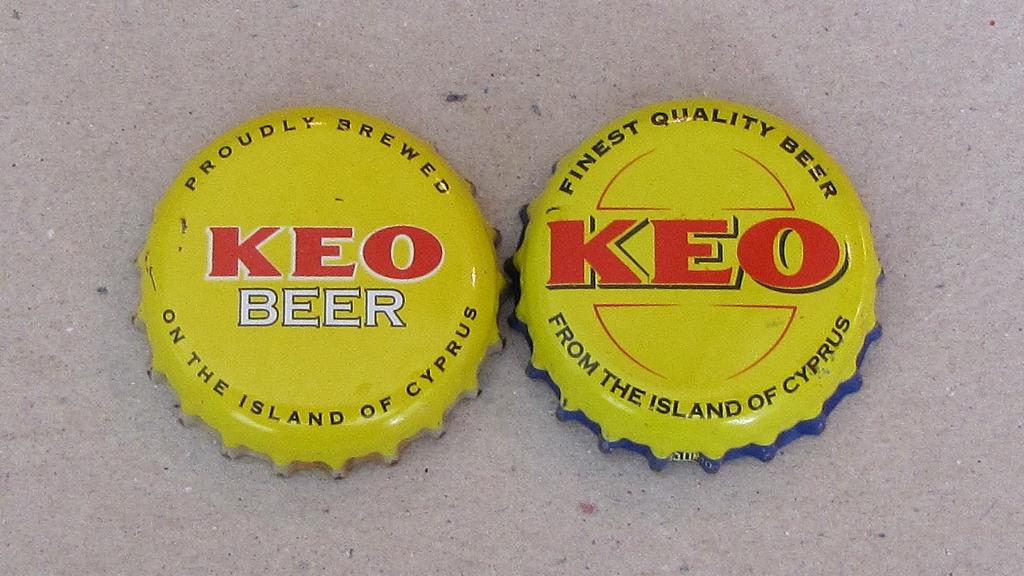 PROUDLY BREWED
KEO
BEER
ON THE ISLAND OF CYPRUS
FINEST QUALITY BEER
KEO
FROM THE ISLAND OF CYPRUS